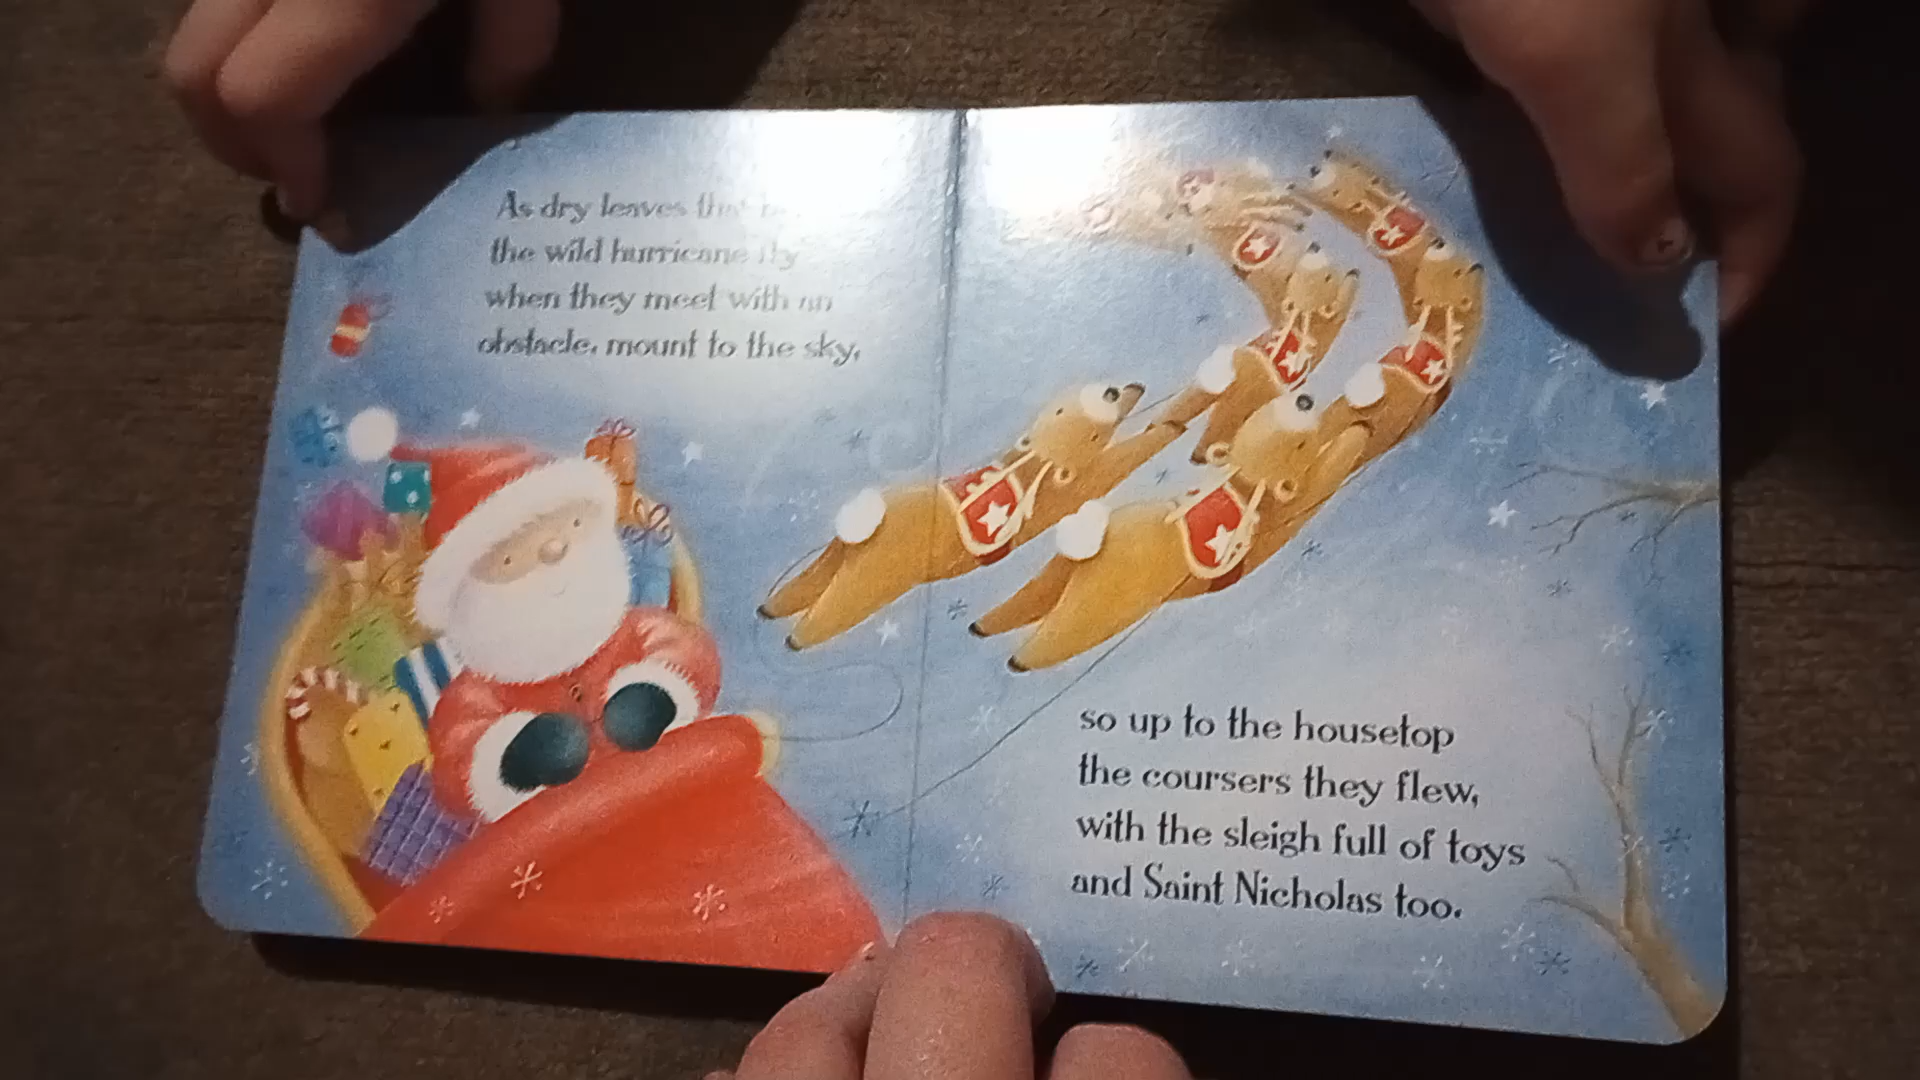 As dry leaves that
the wild hurricane fly
when they meet with an
obstacle, mount to the sky,
so up to the housetop
the coursers they flew,
with the sleigh full of toys
and Saint Nicholas too.